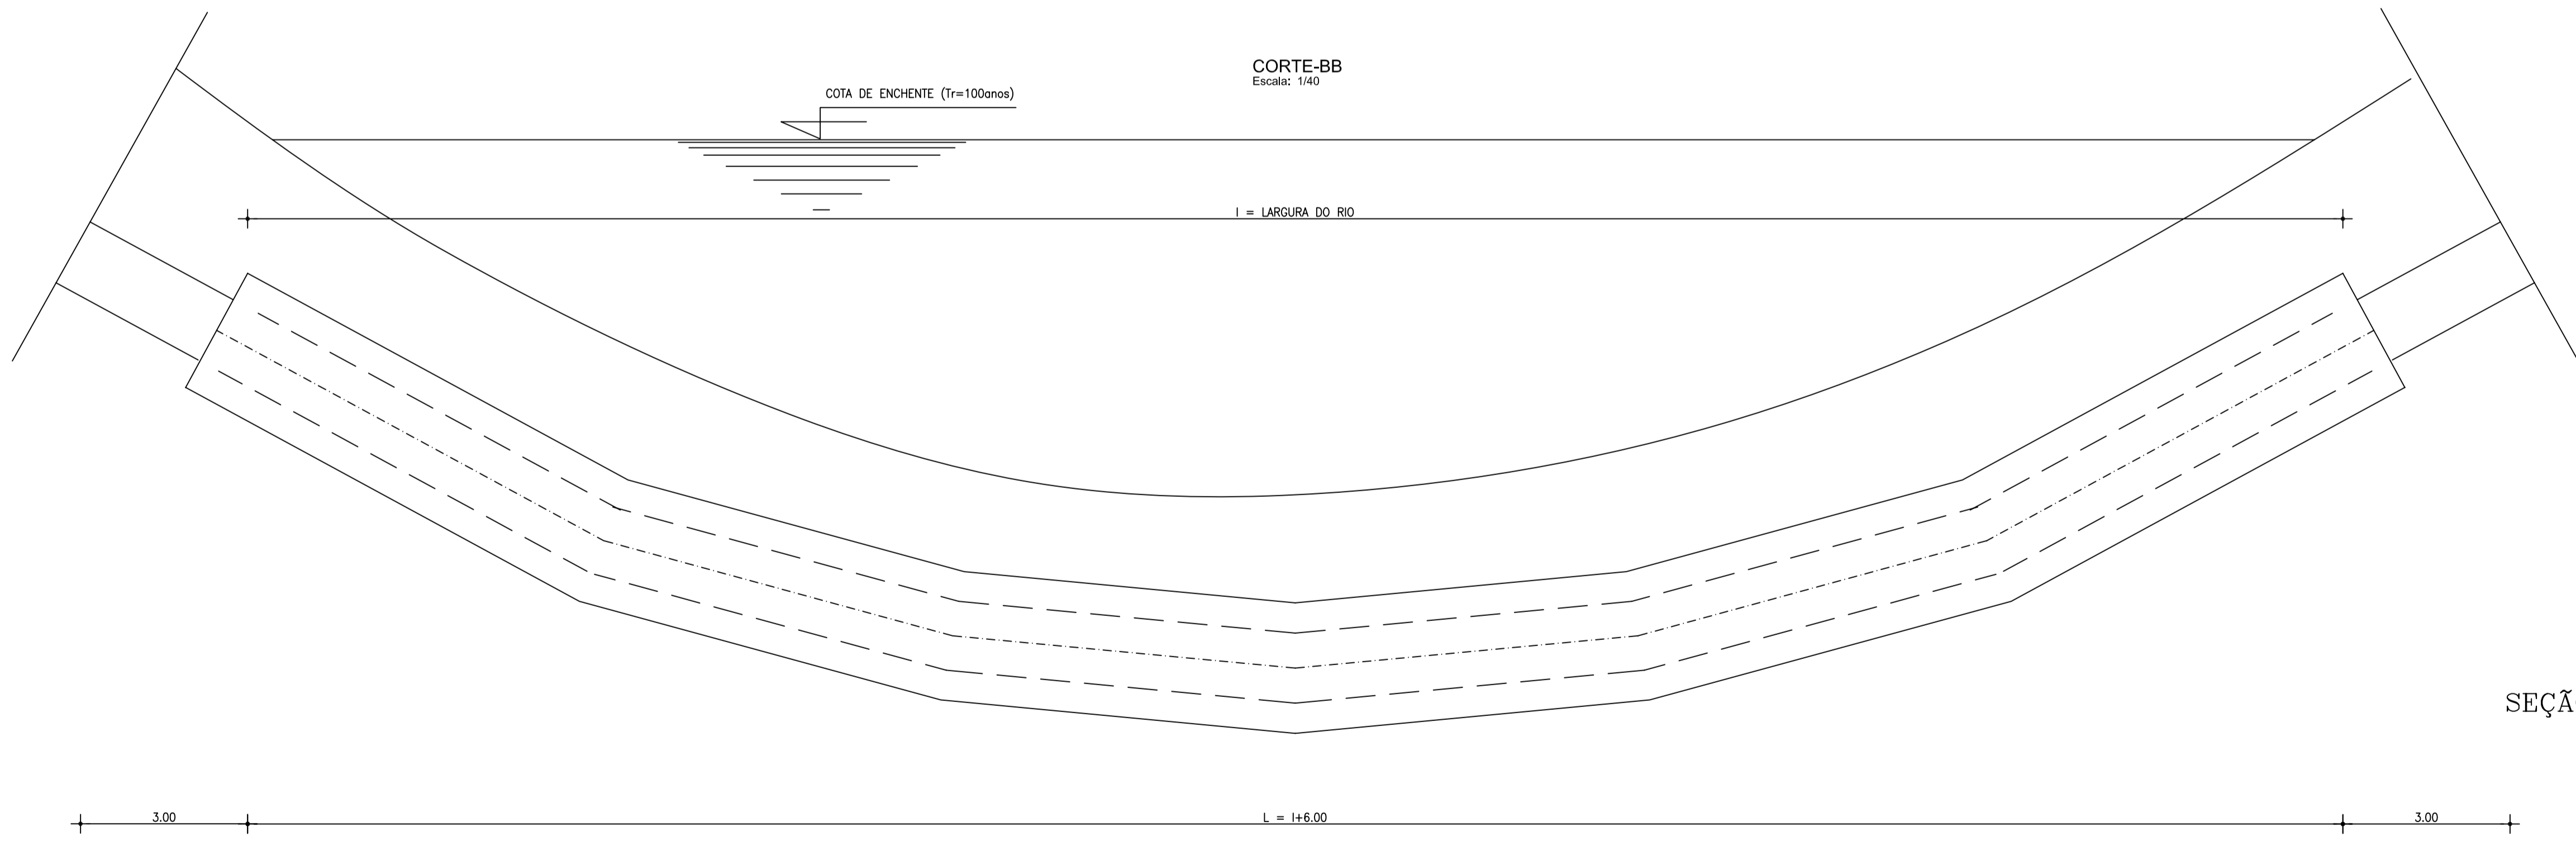 CORTE-BB
Escala: 1/40
COTA DE ENCHENTE (Tr=100anos)
l = LARGURA DO RIO
SEÇÃ
3.00
L = l+6.00
3.00